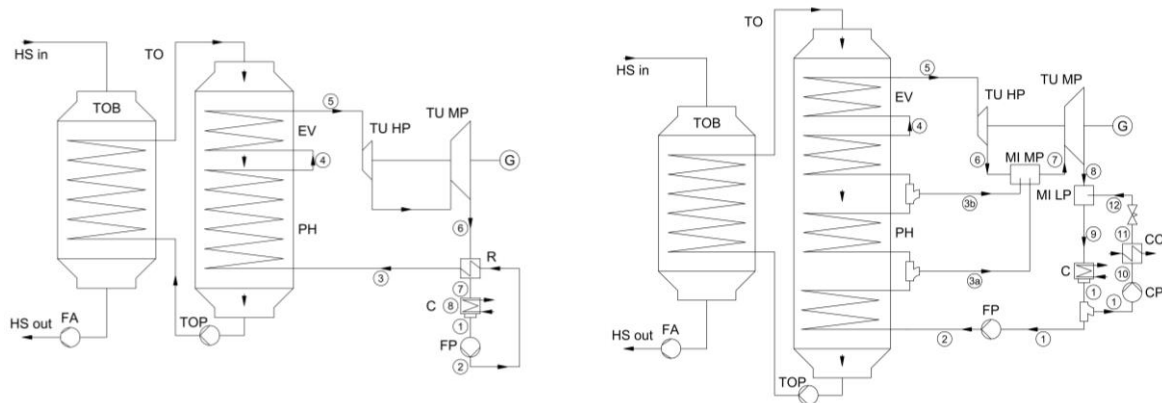 TO
HS in
TOB
5
TU MP
EV
TU HP
4
G
6
PH
R
3
7
C
8
HS out
FA
TOP
1
FP
2
TO
HS in
5
TU MP
EV
TU HP
TOB
4
G
6
MI MP
7
8
3b
MI LP
12
PH
11
9
CC
3a
C
10
1
CP
FP
1
HS out
FA
2
1
TOP